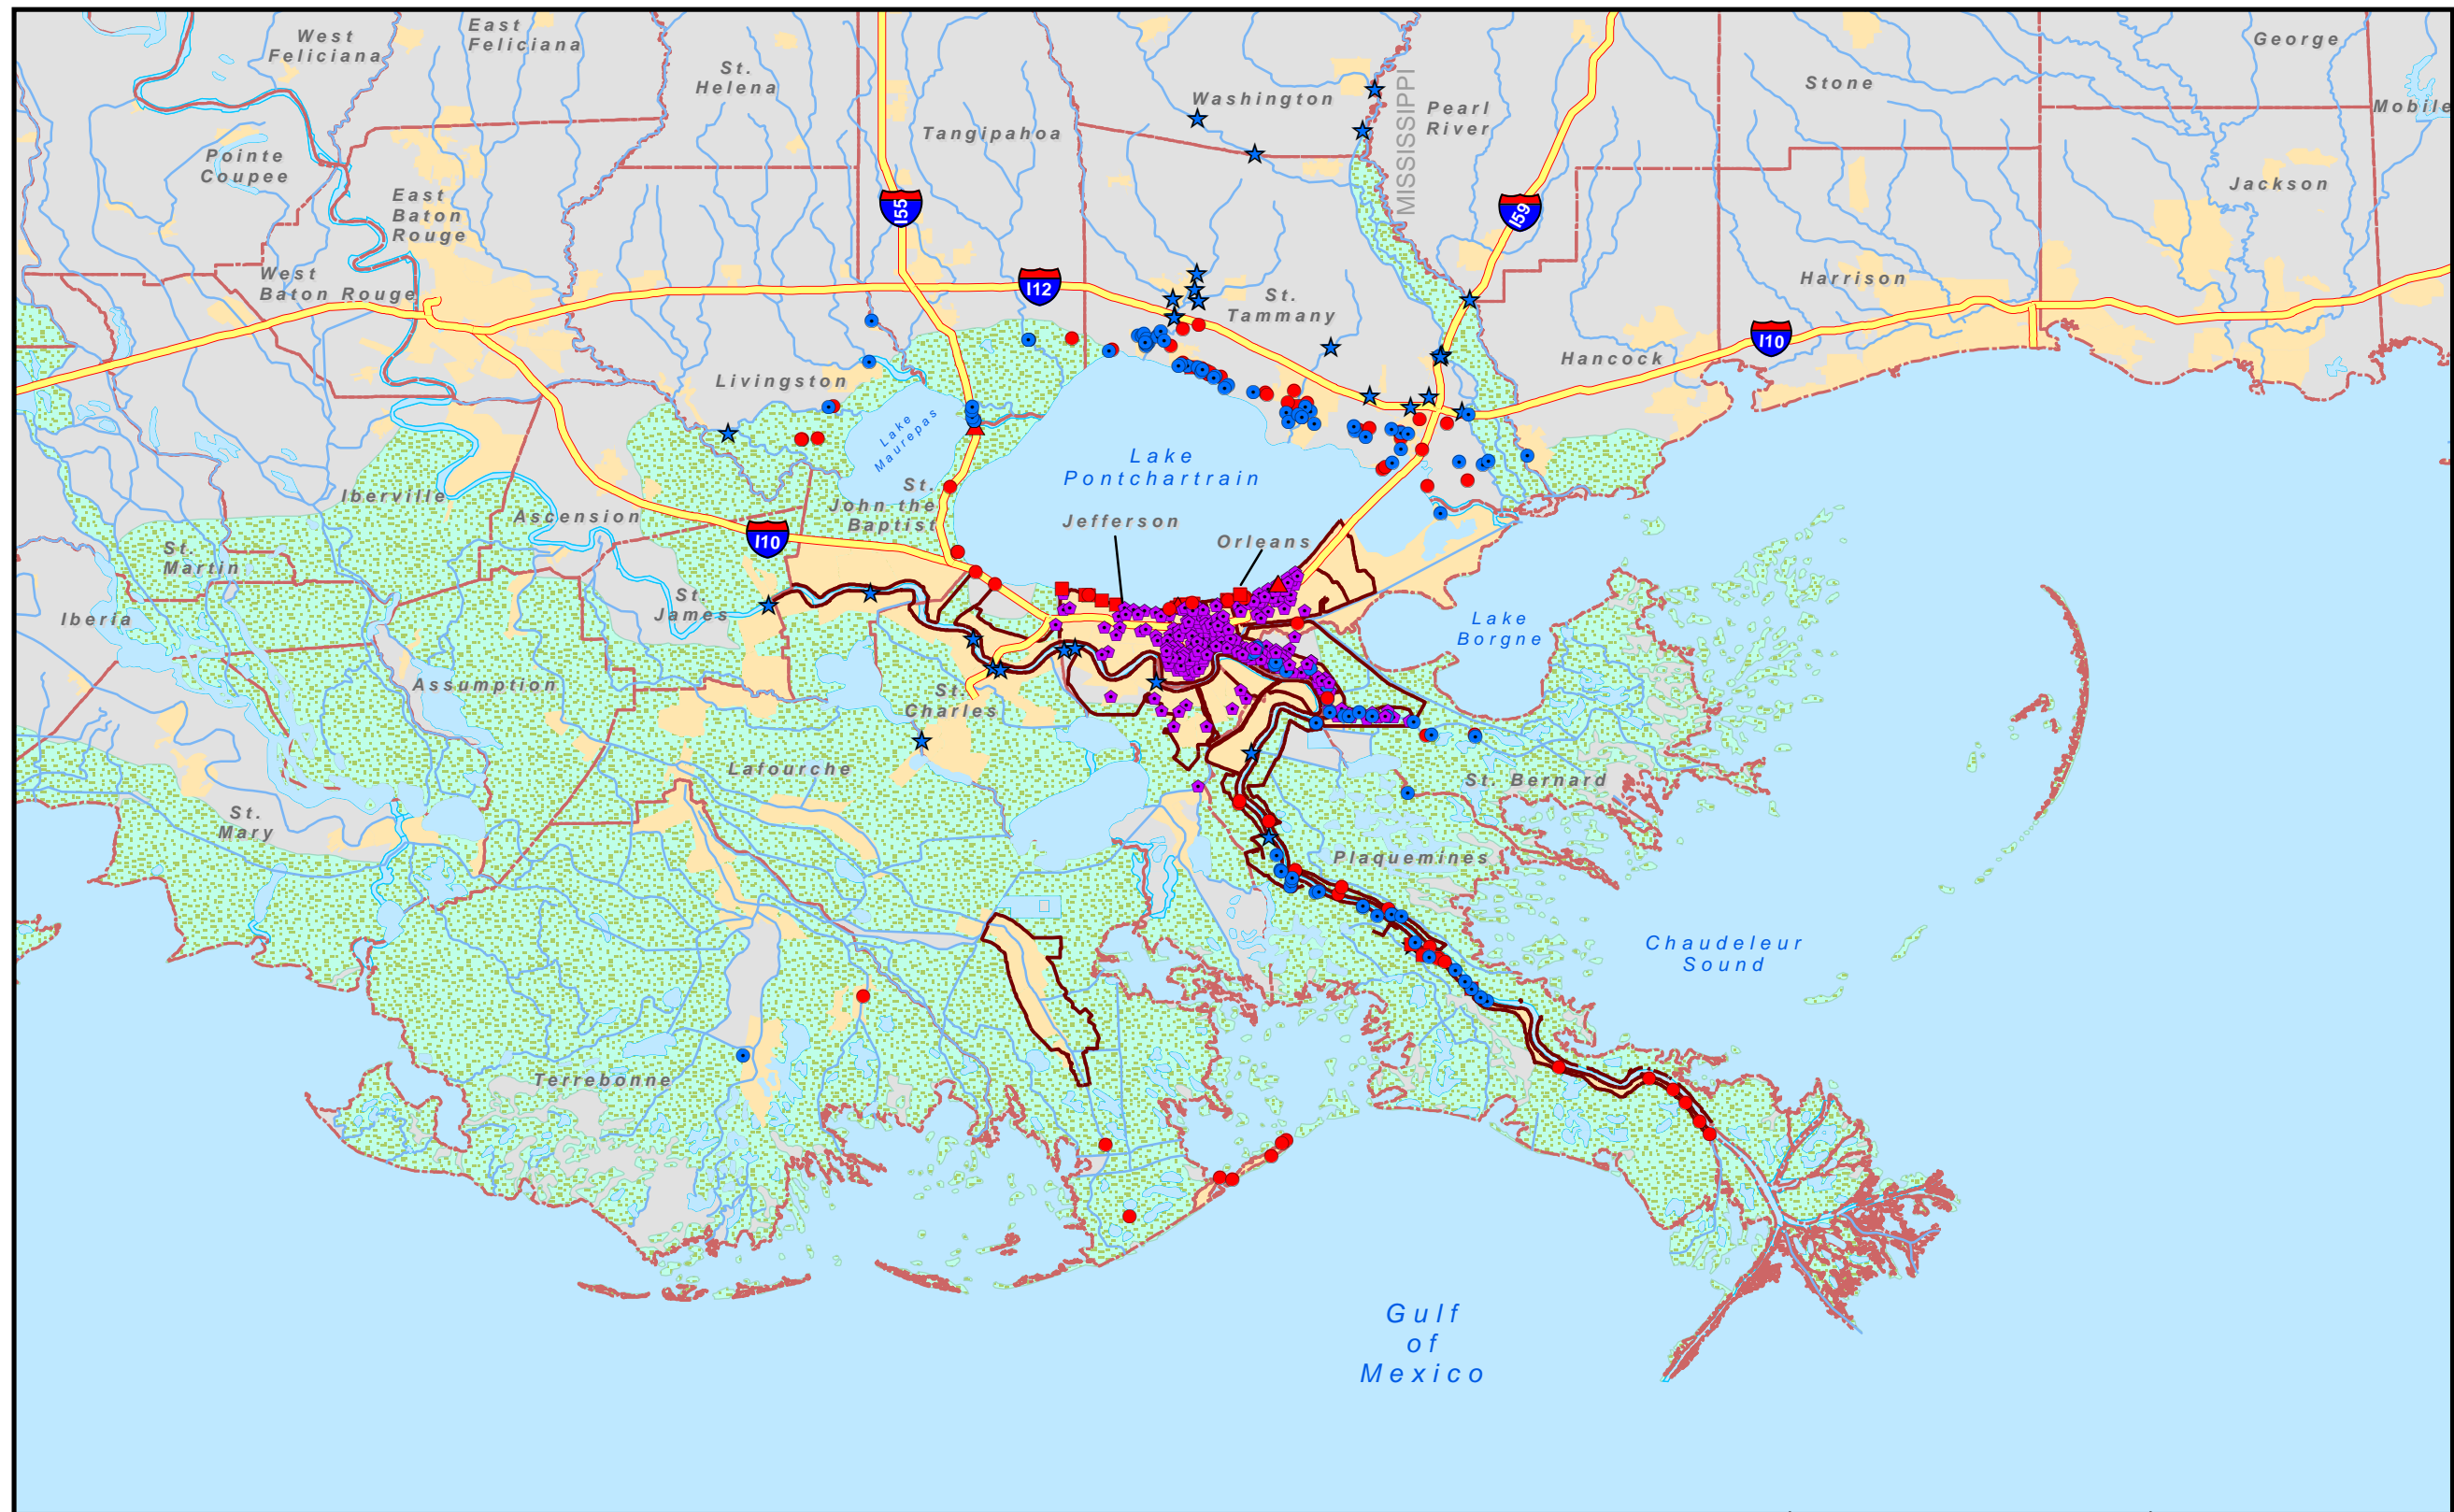 West
Feliciana
East
Feliciana
St.
Helena
Washington
Tangipahoa
MISSISSIPPI
Pearl
River
Stone
George
Mobile
Pointe
Coupee
East
Baton
Rouge
Jackson
I55
I59
West
Baton Rouge
I12
St.
Tammany
Harrison
I10
Hancock
Livingston
Lake
Maurepas
Lake
Pontchartrain
Iberville
Ascension
St.
John the
Baptist
Jefferson
Orleans
I10
St.
Martin
St.
James
Iberia
Lake
Borgne
Assumption
St.
Charles
Lafourche
St. Bernard
St.
Mary
Plaquemines
Chaudeleur
Sound
Terrebonne
Gulf
of
Mexico